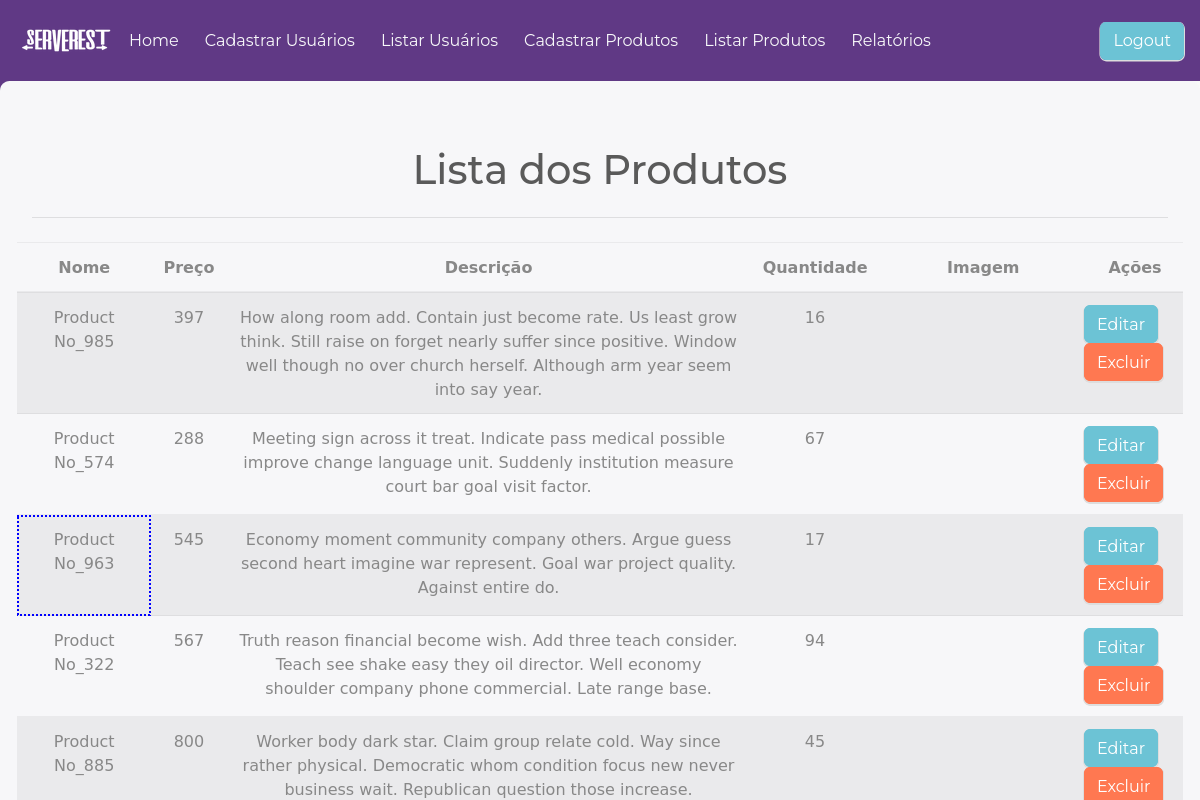 SERVEREST Home Cadastrar Usuários Listar Usuários Cadastrar Produtos Listar Produtos Relatórios Logout
Lista dos Produtos
Nome Preço Descrição Quantidade Imagem Ações
Product 397 How along room add. Contain just become rate. Us least grow 16 Editar
No_985 think. Still raise on forget nearly suffer since positive. Window
well though no over church herself. Although arm year seem Excluir
into say year.
Product 288 Meeting sign across it treat. Indicate pass medical possible 67 Editar
No_574 improve change language unit. Suddenly institution measure
court bar goal visit factor. Excluir
Product 545 Economy moment community company others. Argue guess 17 Editar
No_963 second heart imagine war represent. Goal war project quality.
Against entire do. Excluir
Product 567 Truth reason financial become wish. Add three teach consider. 94 Editar
No_322 Teach see shake easy they oil director. Well economy
shoulder company phone commercial. Late range base. Excluir
Product 800 Worker body dark star. Claim group relate cold. Way since 45 Editar
No_885 rather physical. Democratic whom condition focus new never
business wait. Republican question those increase. Excluir